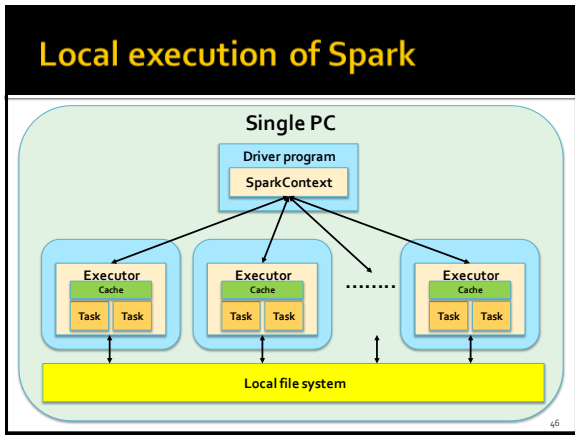 Local execution of Spark
Single PC
Driver program
SparkContext
Executor
Cache
Task Task
Executor
Cache
Task Task
........
Executor
Cache
Task Task
Local file system
46